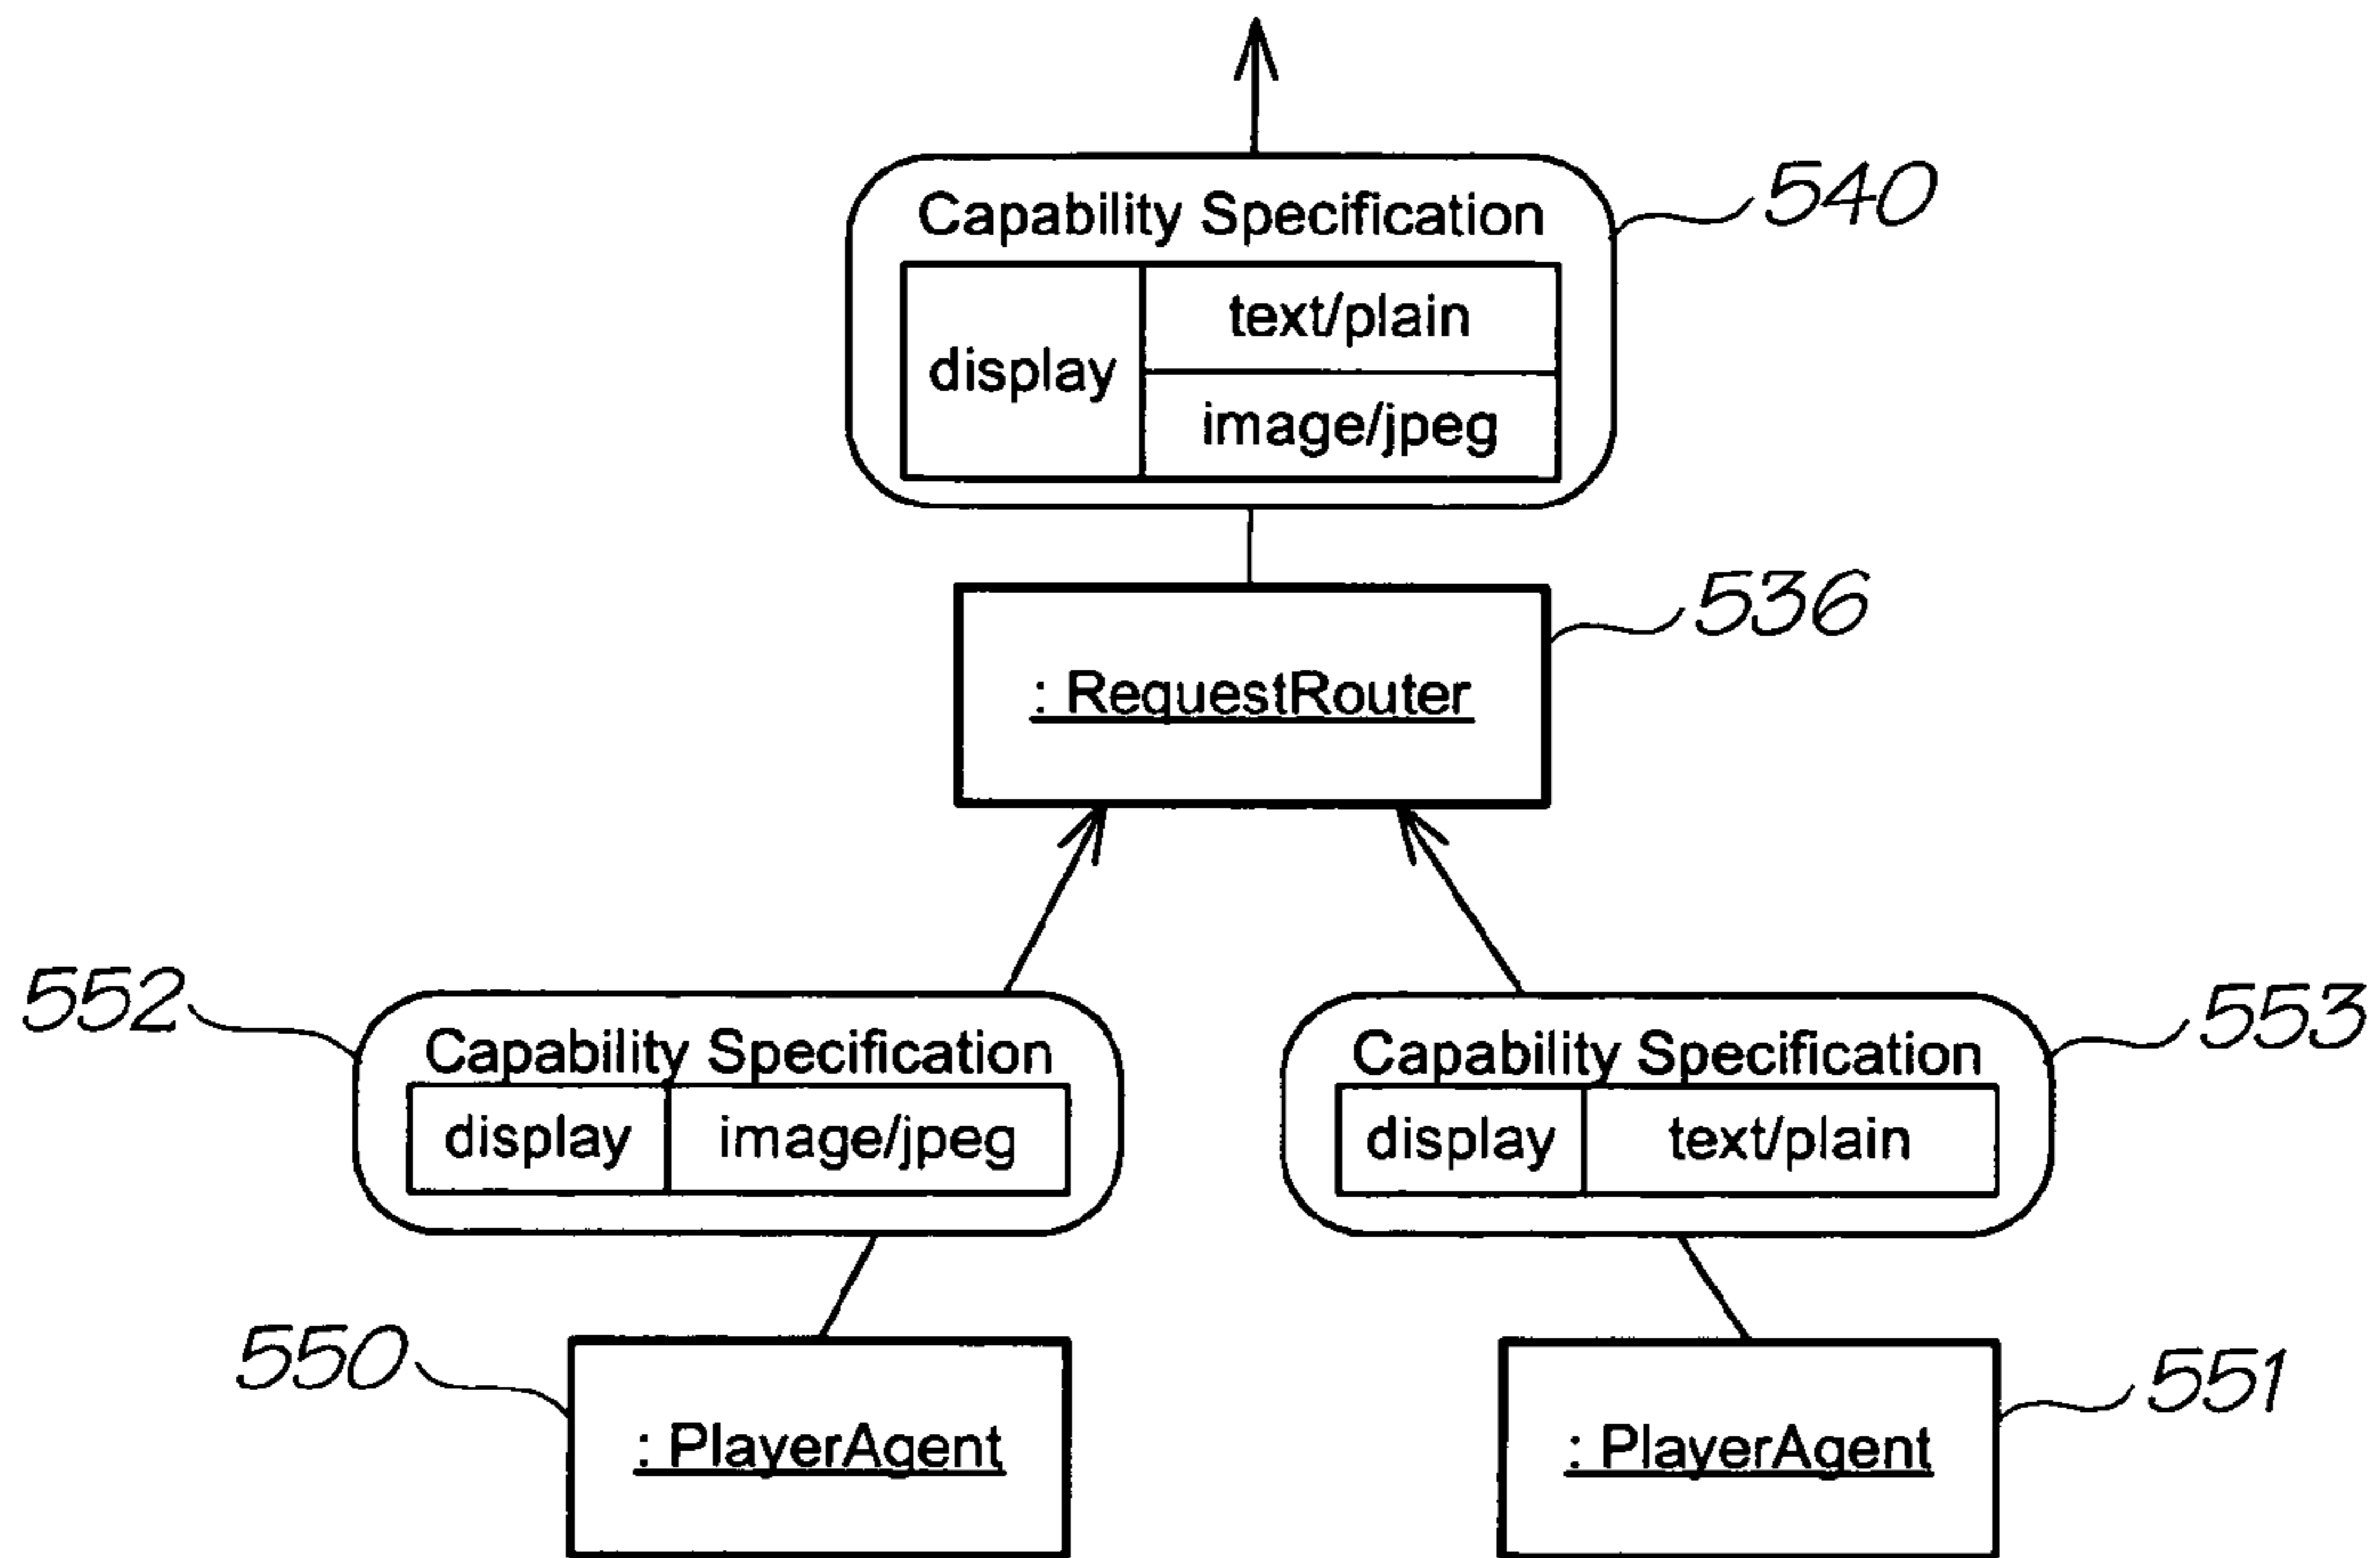 Capability Specification
540
text/plain
display
image/jpeg
536
: RequestRouter
552
553
Capability Specification
display image/jpeg
Capability Specification
display text/plain
550
551
: PlayerAgent
: PlayerAgent